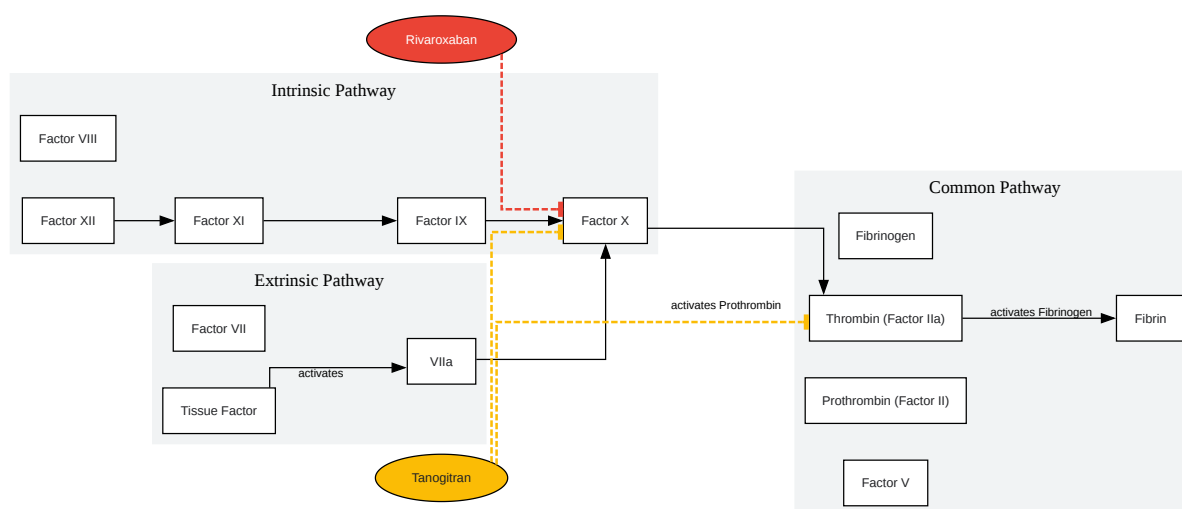 Rivaroxaban
Intrinsic Pathway
Factor VIII
Factor XII
Factor XI
Factor IX
Factor X
Extrinsic Pathway
Factor VII
VIIa
activates
Tissue Factor
Tanogitran
Common Pathway
Fibrinogen
activates Prothrombin
Thrombin (Factor IIa)
activates Fibrinogen
Fibrin
Prothrombin (Factor II)
Factor V